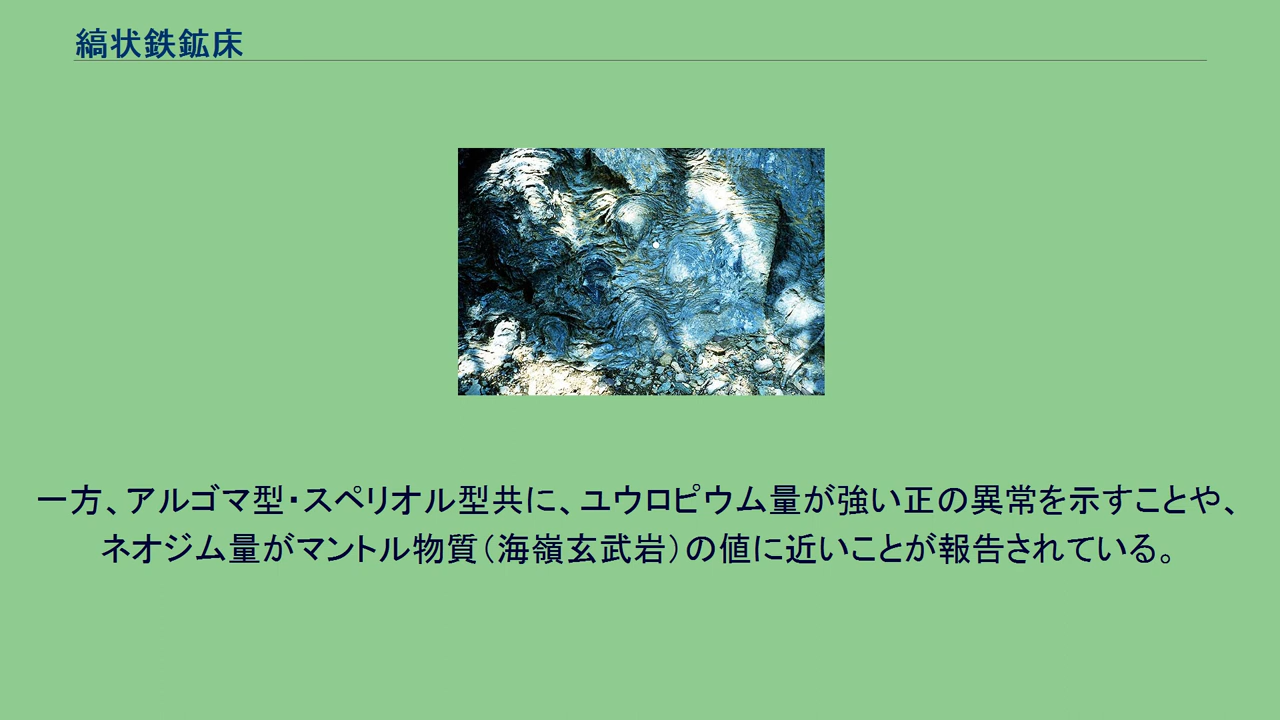 縞状鉄鉱床
一方、アルゴマ型・スペリオル型共に、ユウロピウム量が強い正の異常を示すことや、
ネオジム量がマントル物質（海嶺玄武岩）の値に近いことが報告されている。